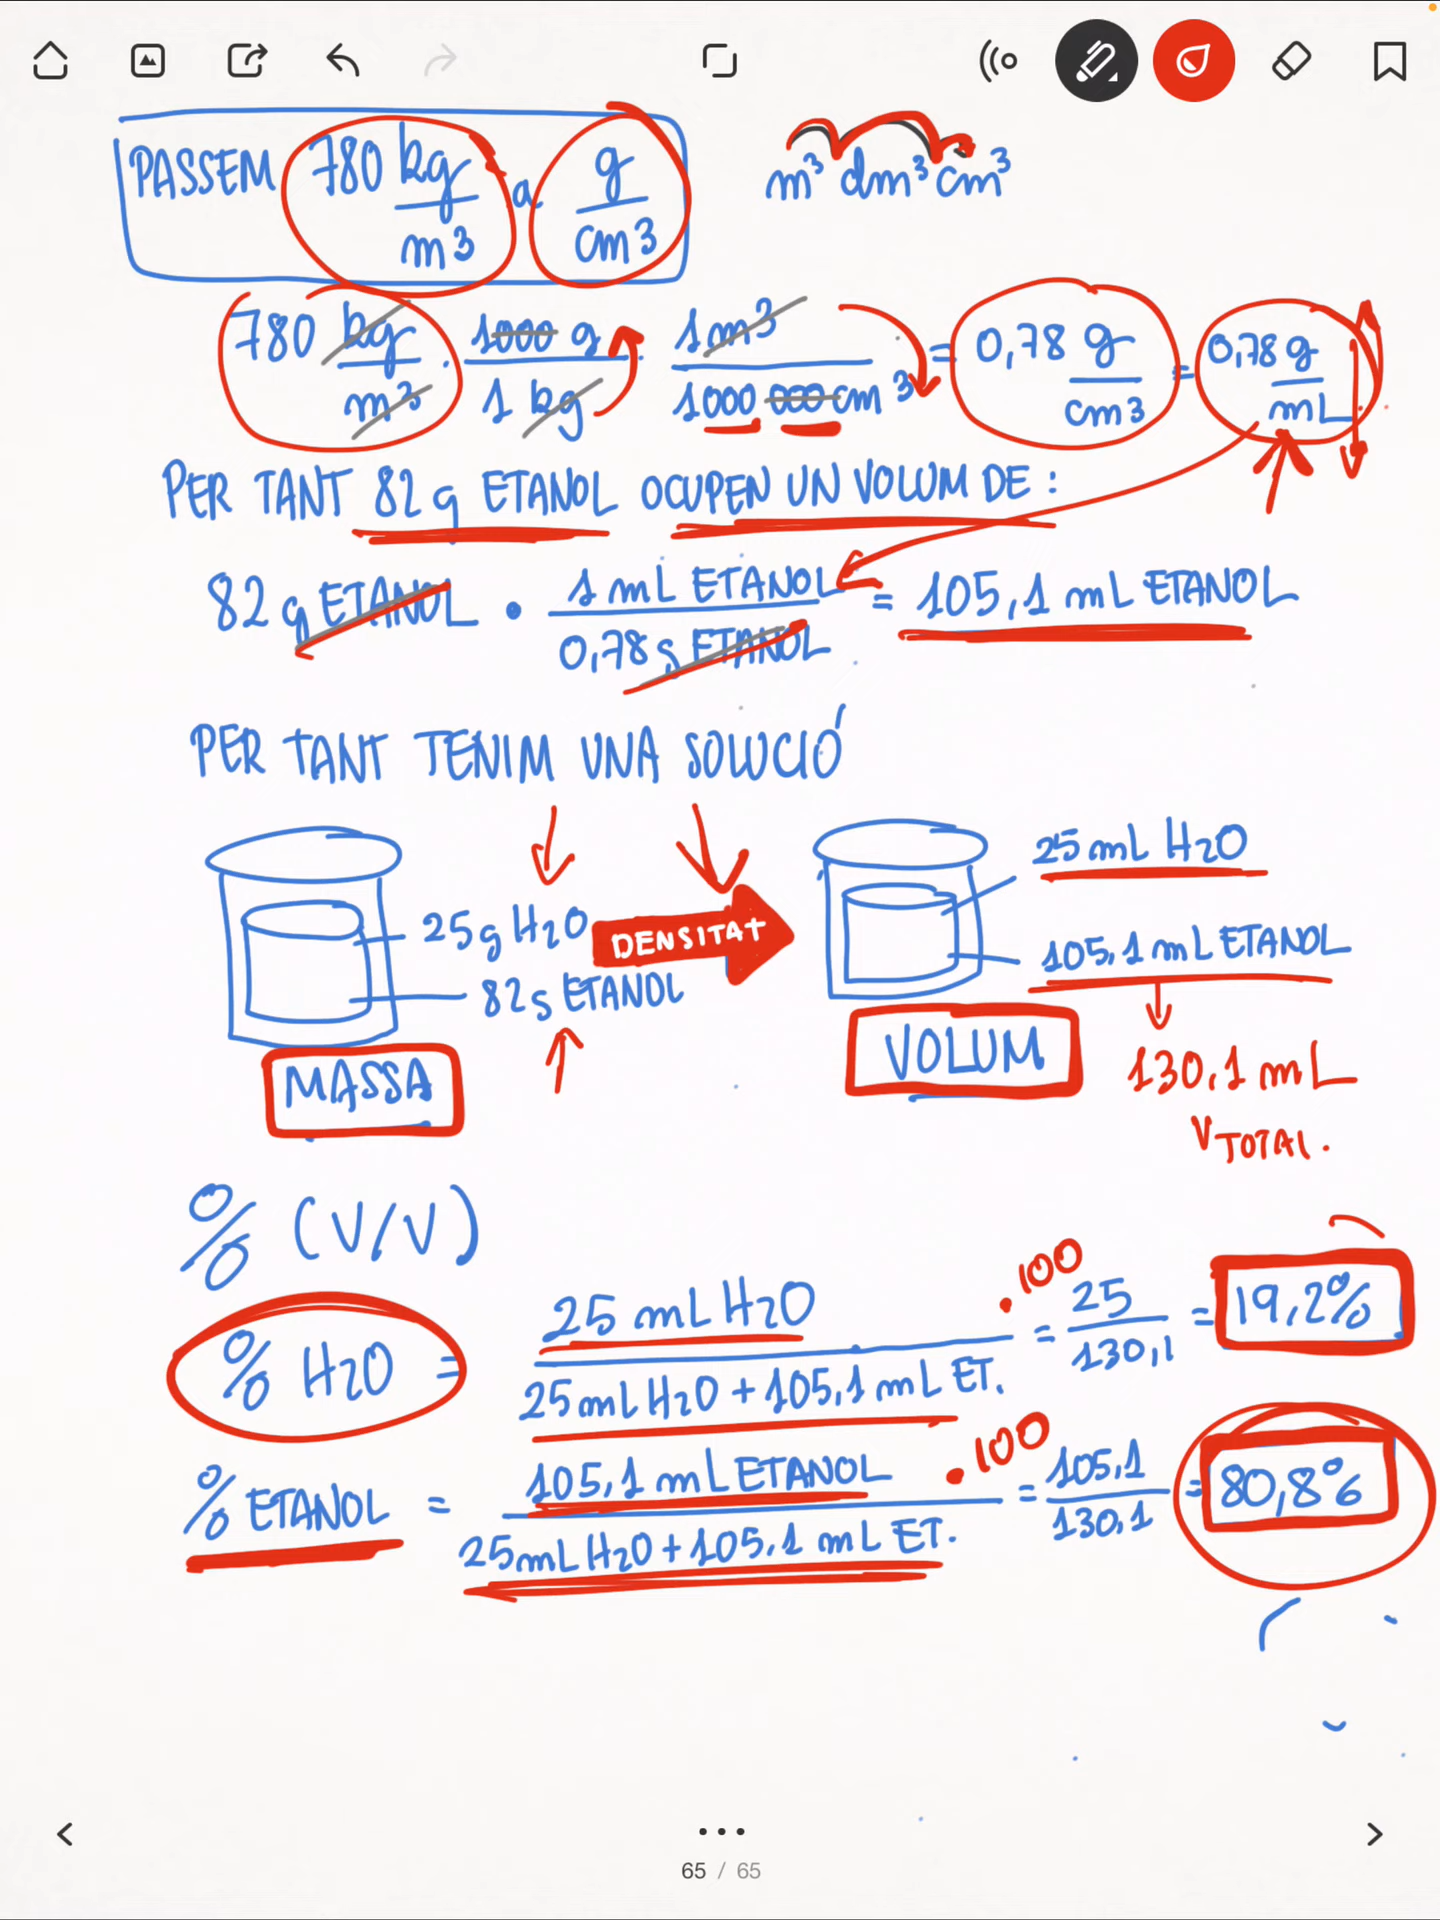 PASSEM 780 kg/m³ a g/cm³
m³ dm³ cm³
780 kg/m³ · 1000 g/1 kg · 1m³/1000 000 cm³ = 0,78 g/cm³ = 0,78 g/mL
PER TANT 82 g ETANOL OCUPEN UN VOLUM DE :
82 g ETANOL • 1 mL ETANOL/0,78 g ETANOL = 105,1 mL ETANOL
PER TANT TENIM UNA SOLUCIÓ
25 g H2O
82 g ETANOL
MASSA
DENSITAT
25 mL H2O
105,1 mL ETANOL
VOLUM
130,1 mL
VTOTAL.
% (V/V)
% H2O = 25 mL H2O/25 mL H2O + 105,1 mL ET. .100 = 25/130,1 = 19,2%
% ETANOL = 105,1 mL ETANOL/25 mL H2O + 105,1 mL ET. .100 = 105,1/130,1 = 80,8%
65 / 65